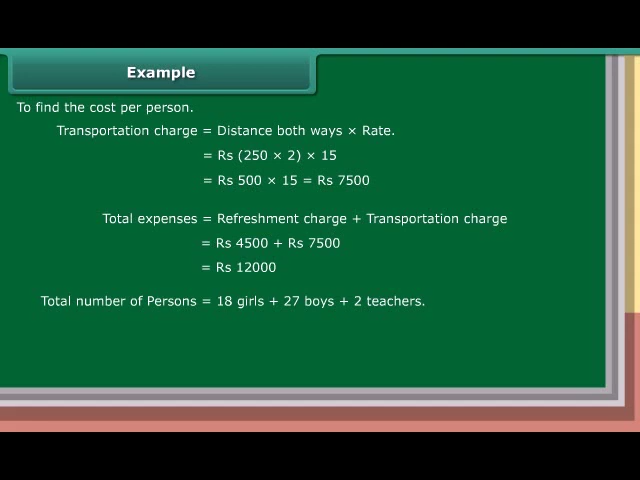 Example
To find the cost per person.
Transportation charge = Distance both ways × Rate.
= Rs (250 × 2) × 15
= Rs 500 × 15 = Rs 7500
Total expenses = Refreshment charge + Transportation charge
= Rs 4500 + Rs 7500
= Rs 12000
Total number of Persons = 18 girls + 27 boys + 2 teachers.